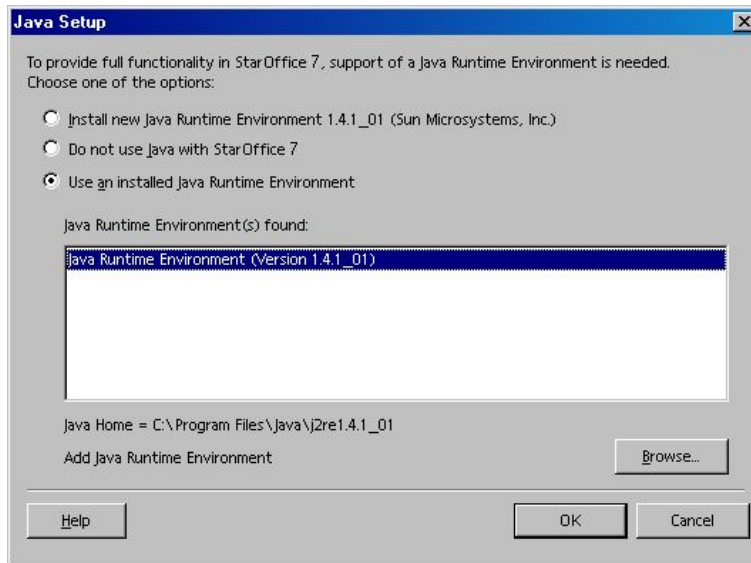 Java Setup
To provide full functionality in StarOffice 7, support of a Java Runtime Environment is needed.
Choose one of the options:
Install new Java Runtime Environment 1.4.1_01 (Sun Microsystems, Inc.)
Do not use Java with StarOffice 7
Use an installed Java Runtime Environment
Java Runtime Environment(s) found:
Java Runtime Environment (Version 1.4.1_01)
Java Home = C:\Program Files\Java\j2re1.4.1_01
Add Java Runtime Environment
Browse...
Help
OK
Cancel